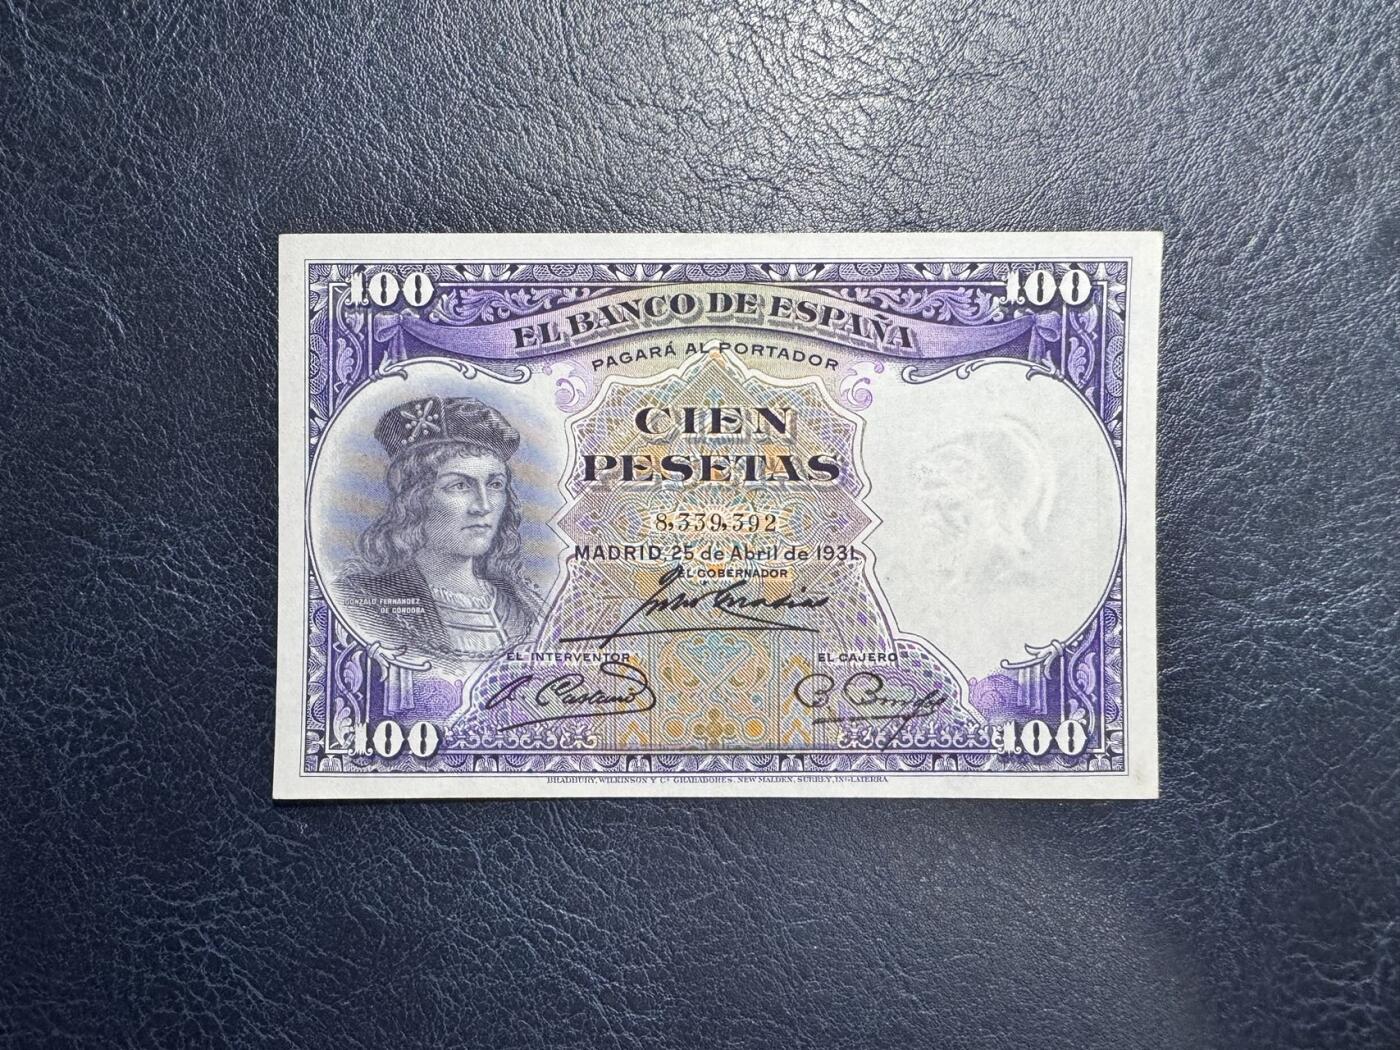 100 100
EL BANCO DE ESPAÑA
PAGARÁ AL PORTADOR
CIEN
PESETAS
8,339,392
MADRID, 25 de Abril de 1931.
EL GOBERNADOR
GONZALO FERNANDEZ
DE CORDOBA
EL INTERVENTOR EL CAJERO
100 100
BRADBURY, WILKINSON Y Cª GRABADORES. NEW MALDEN, SURREY, INGLATERRA